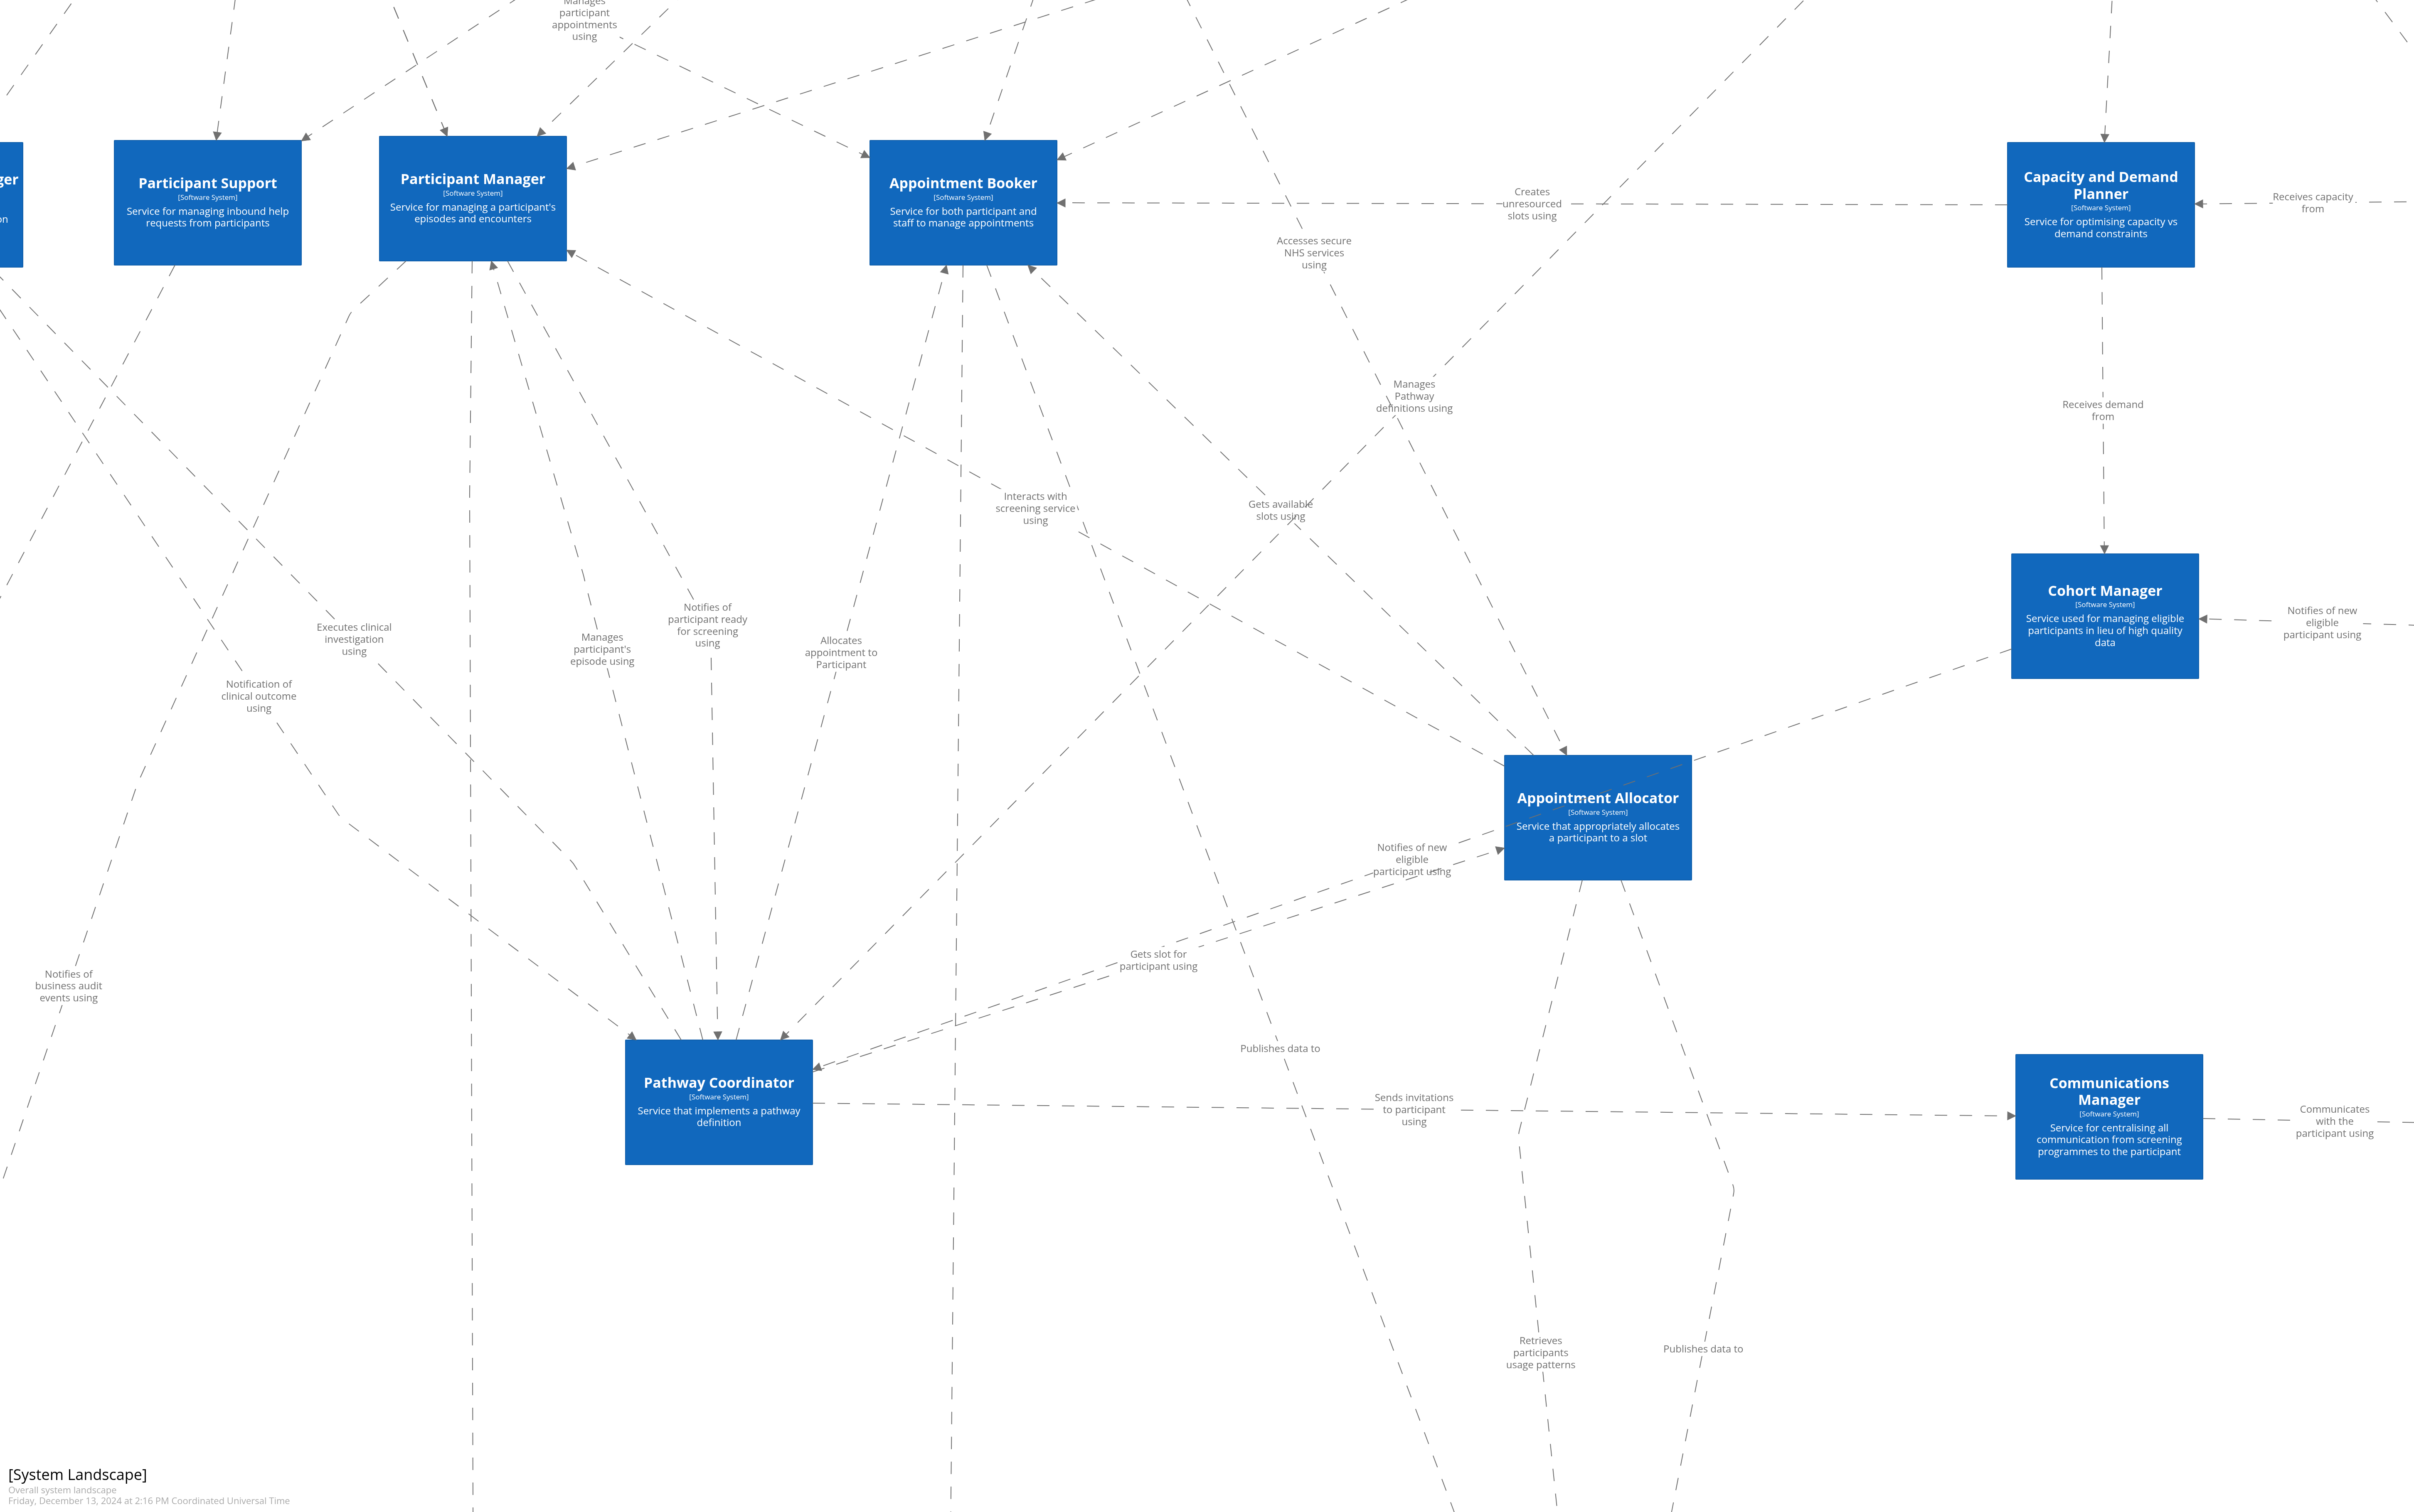 Manages
participant
appointments
using
ger
on
Participant Support
[Software System]
Service for managing inbound help
requests from participants
Participant Manager
[Software System]
Service for managing a participant's
episodes and encounters
Appointment Booker
[Software System]
Service for both participant and
staff to manage appointments
Creates
unresourced
slots using
Capacity and Demand
Planner
[Software System]
Service for optimising capacity vs
demand constraints
Receives capacity
from
Accesses secure
NHS services
using
Manages
Pathway
definitions using
Receives demand
from
Interacts with
screening service
using
Gets available
slots using
Cohort Manager
[Software System]
Service used for managing eligible
participants in lieu of high quality
data
Notifies of new
eligible
participant using
Executes clinical
investigation
using
Manages
participant's
episode using
Notifies of
participant ready
for screening
using
Allocates
appointment to
Participant
Notification of
clinical outcome
using
Appointment Allocator
[Software System]
Service that appropriately allocates
a participant to a slot
Notifies of new
eligible
participant using
Gets slot for
participant using
Notifies of
business audit
events using
Publishes data to
Pathway Coordinator
[Software System]
Service that implements a pathway
definition
Sends invitations
to participant
using
Communications
Manager
[Software System]
Service for centralising all
communication from screening
programmes to the participant
Communicates
with the
participant using
Retrieves
participants
usage patterns
Publishes data to
[System Landscape]
Overall system landscape
Friday, December 13, 2024 at 2:16 PM Coordinated Universal Time